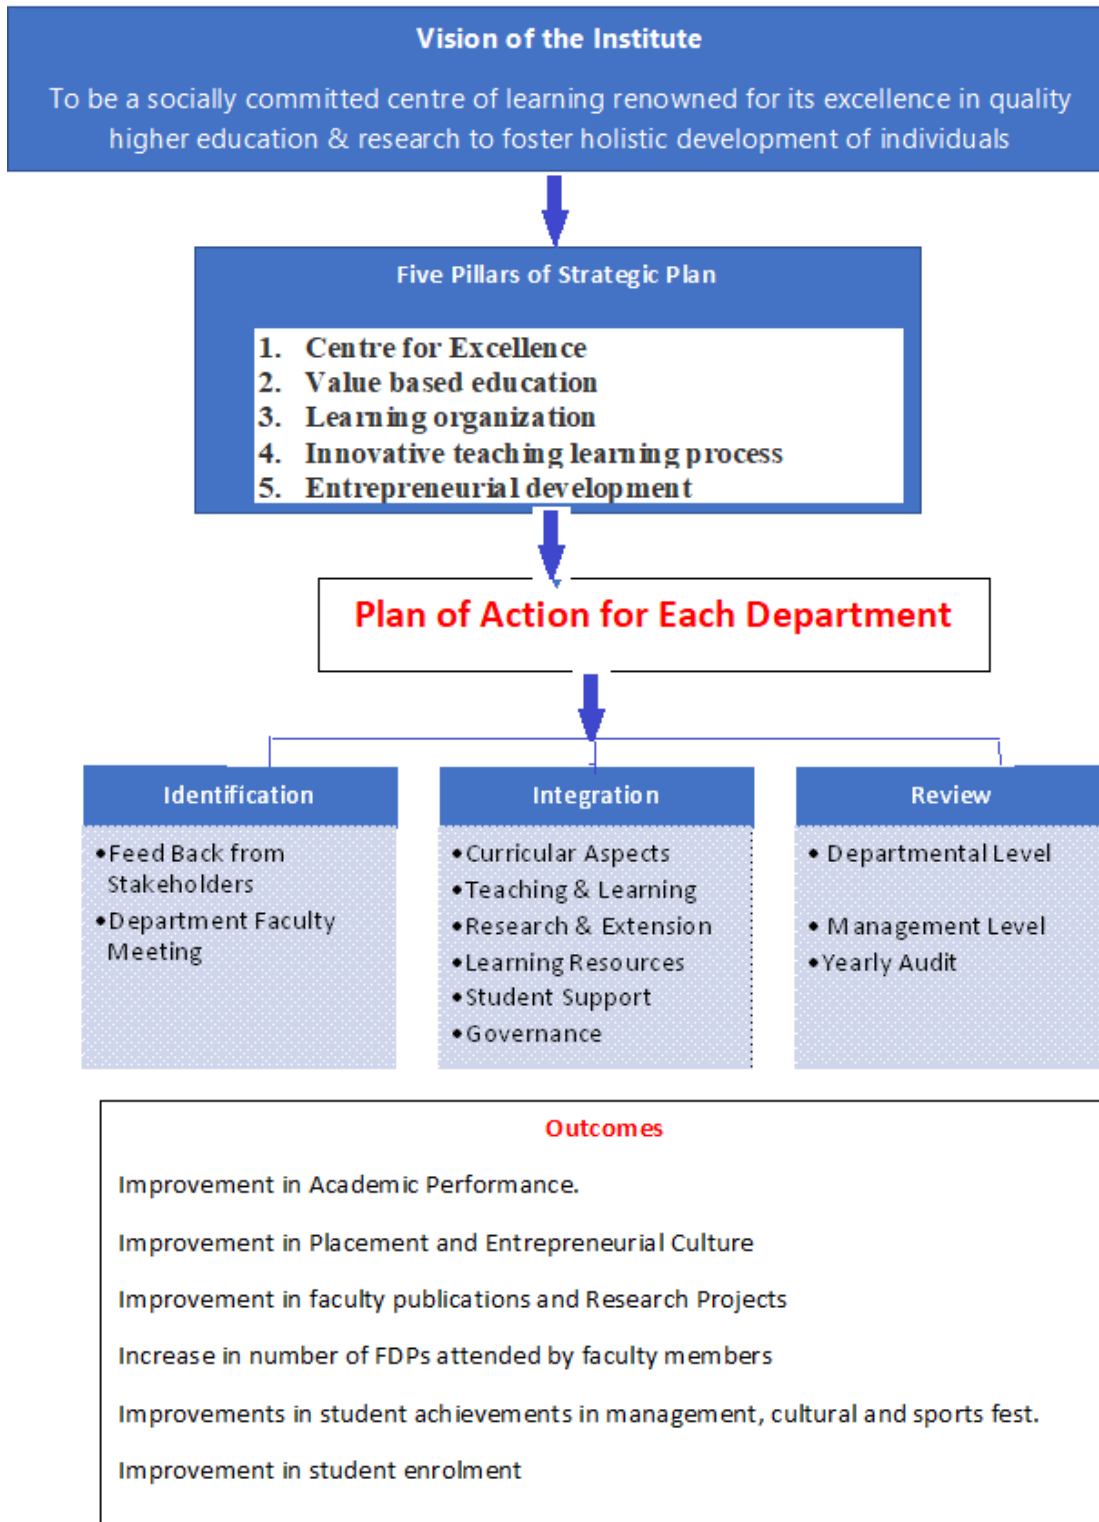 Vision of the Institute
To be a socially committed centre of learning renowned for its excellence in quality
higher education & research to foster holistic development of individuals
Five Pillars of Strategic Plan
1. Centre for Excellence
2. Value based education
3. Learning organization
4. Innovative teaching learning process
5. Entrepreneurial development
Plan of Action for Each Department
Identification
•Feed Back from
Stakeholders
•Department Faculty
Meeting
Integration
•Curricular Aspects
•Teaching & Learning
•Research & Extension
•Learning Resources
•Student Support
•Governance
Review
• Departmental Level
• Management Level
•Yearly Audit
Outcomes
Improvement in Academic Performance.
Improvement in Placement and Entrepreneurial Culture
Improvement in faculty publications and Research Projects
Increase in number of FDPs attended by faculty members
Improvements in student achievements in management, cultural and sports fest.
Improvement in student enrolment